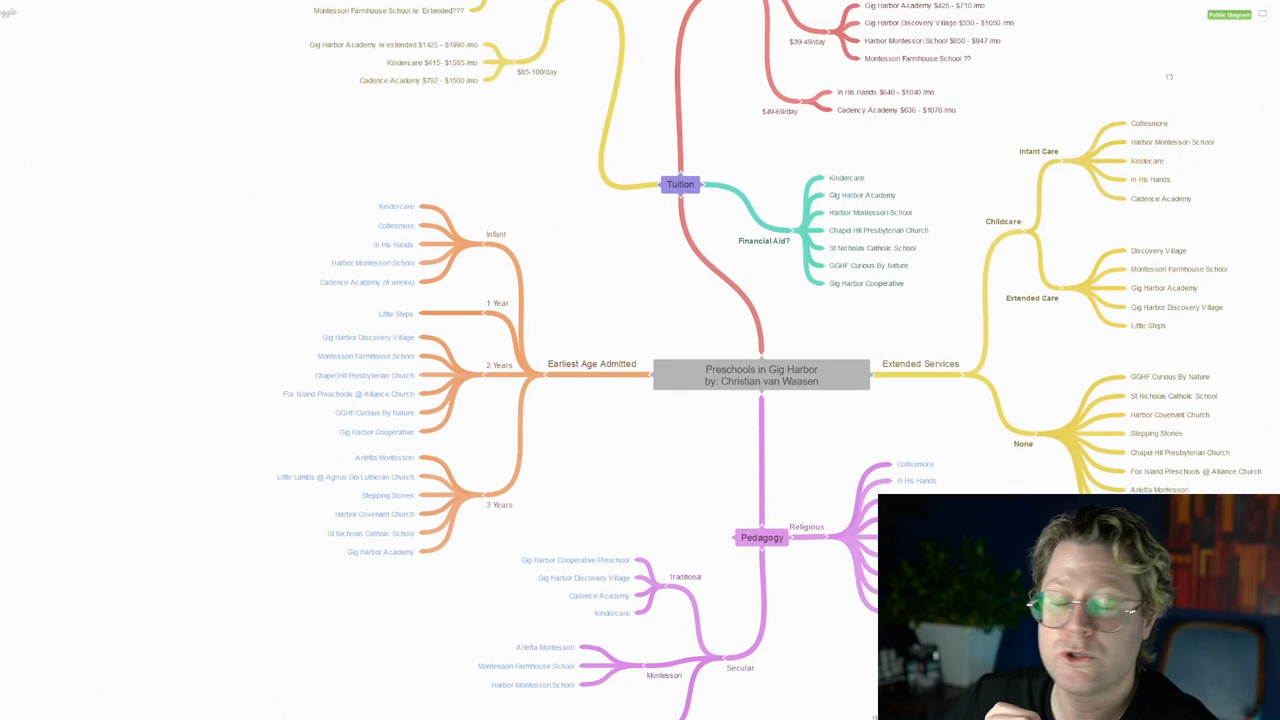 Montessori Farmhouse School /w Extended???
Gig Harbor Academy /w extended $1425 - $1990 /mo
Kindercare $415- $1565 /mo
Cadence Academy $792 - $1500 /mo
$85-100/day
Gig Harbor Academy $425 - $710 /mo
Gig Harbor Discovery Village $330 - $1050 /mo
Harbor Montessori School $850 - $947 /mo
Montessori Farmhouse School ??
$39-49/day
In His Hands $640 - $1040 /mo
Cadency Academy $636 - $1076 /mo
$49-69/day
Public Diagram
Tuition
Financial Aid?
Kindercare
Gig Harbor Academy
Harbor Montessori School
Chapel Hill Presbyterian Church
St Nicholas Catholic School
GGHF Curious By Nature
Gig Harbor Cooperative
Infant Care
Cottesmore
Harbor Montessori School
Kindecare
In His Hands
Cadence Academy
Childcare
Extended Care
Discovery Village
Montessori Farmhouse School
Gig Harbor Academy
Gig Harbor Discovery Village
Little Steps
Kindercare
Cottesmore
In His Hands
Harbor Montessori School
Cadence Academy (6 weeks)
Infant
Little Steps
1 Year
Gig Harbor Discovery Village
Montessori Farmhouse School
Chapel Hill Presbyterian Church
Fox Island Preschools @ Alliance Church
GGHF Curious By Nature
Gig Harbor Cooperative
2 Years
Arletta Montessori
Little Lambs @ Agnus Dei Lutheran Church
Stepping Stones
Harbor Covenant Church
St Nicholas Catholic School
Gig Harbor Academy
3 Years
Earliest Age Admitted
Preschools in Gig Harbor
by: Christian van Waasen
Extended Services
None
GGHF Curious By Nature
St Nicholas Catholic School
Harbor Covenant Church
Stepping Stones
Chapel Hill Presbyterian Church
Fox Island Preschools @ Alliance Church
Arletta Montessori
Pedagogy
Religious
Cottesmore
In His Hands
Gig Harbor Cooperative Preschool
Gig Harbor Discovery Village
Cadence Academy
Kindercare
Traditional
Arletta Montessori
Montessori Farmhouse School
Harbor Montessori School
Montessori
Secular